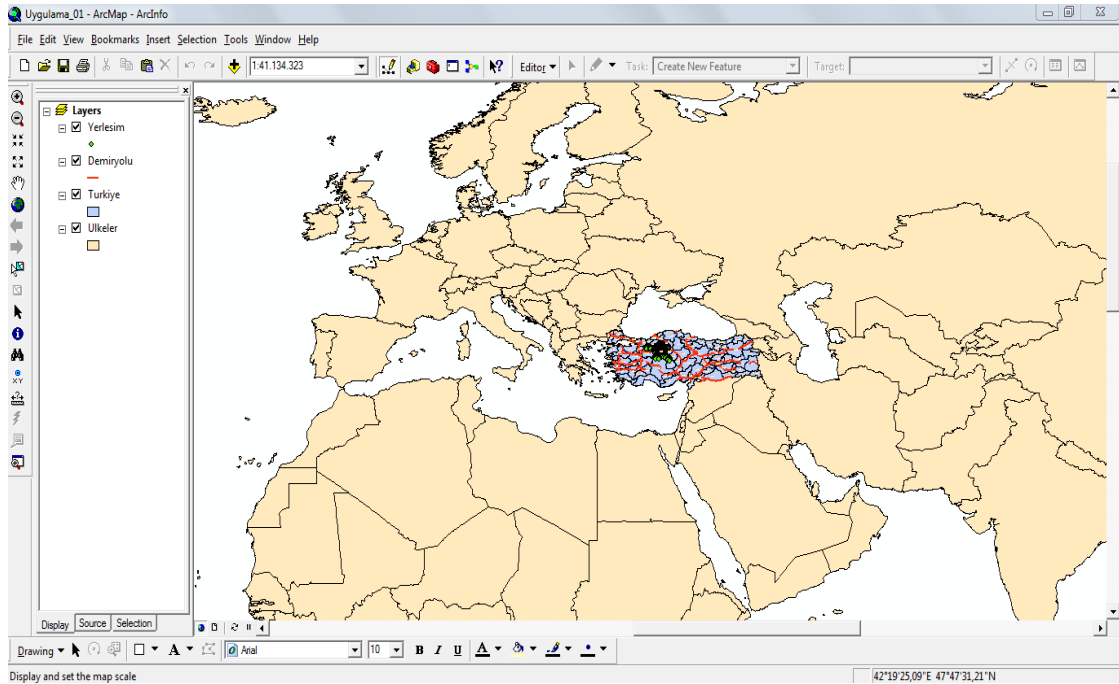 Uygulama_01 - ArcMap - ArcInfo
File Edit View Bookmarks Insert Selection Tools Window Help
1:41.134.323 Editor Task: Create New Feature Target:
Layers
Yerlesim
Demiryolu
Turkiye
Ulkeler
Display Source Selection
Drawing A Arial 10 B I U A
Display and set the map scale 42°19'25,09"E 47°47'31,21"N